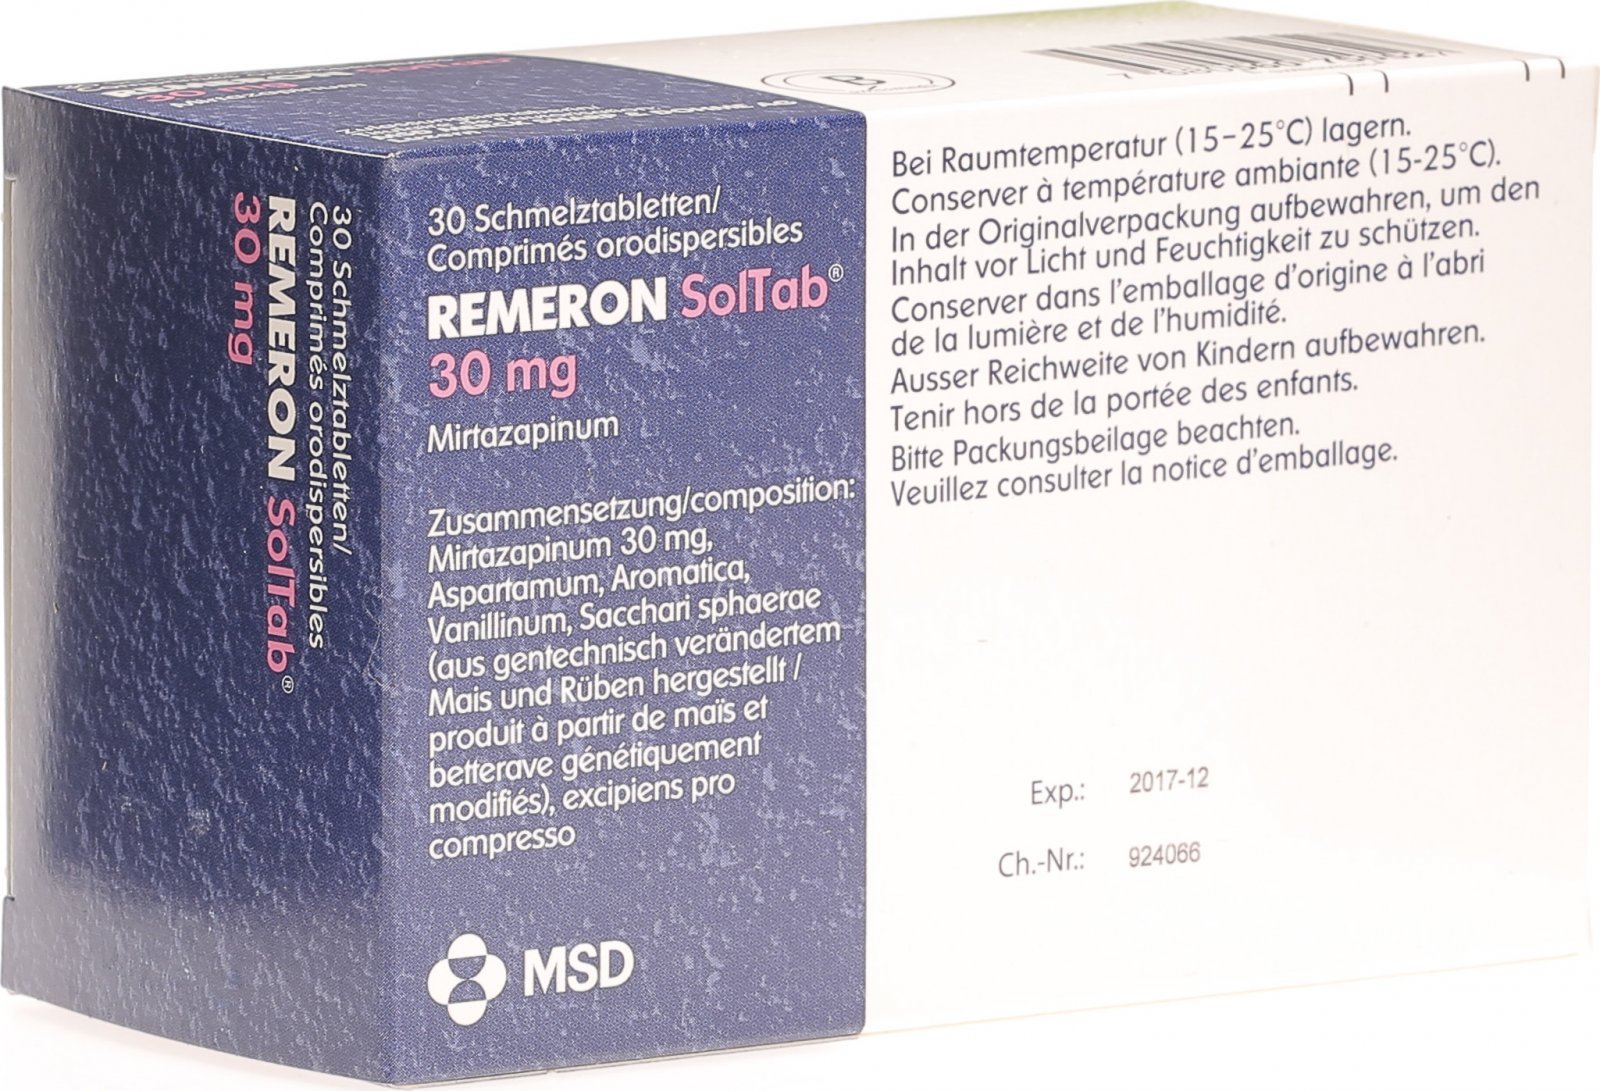 30 Schmelztabletten/
Comprimés orodispersibles
REMERON SolTab®
30 mg
30 Schmelztabletten/
Comprimés orodispersibles
REMERON SolTab®
30 mg
Mirtazapinum
Zusammensetzung/composition:
Mirtazapinum 30 mg,
Aspartamum, Aromatica,
Vanillinum, Sacchari sphaerae
(aus gentechnisch verändertem
Mais und Rüben hergestellt /
produit à partir de maïs et
betterave génétiquement
modifiés), excipiens pro
compresso
MSD
B
Bei Raumtemperatur (15–25°C) lagern.
Conserver à température ambiante (15-25°C).
In der Originalverpackung aufbewahren, um den
Inhalt vor Licht und Feuchtigkeit zu schützen.
Conserver dans l'emballage d'origine à l'abri
de la lumière et de l'humidité.
Ausser Reichweite von Kindern aufbewahren.
Tenir hors de la portée des enfants.
Bitte Packungsbeilage beachten.
Veuillez consulter la notice d'emballage.
Exp.: 2017-12
Ch.-Nr.: 924066